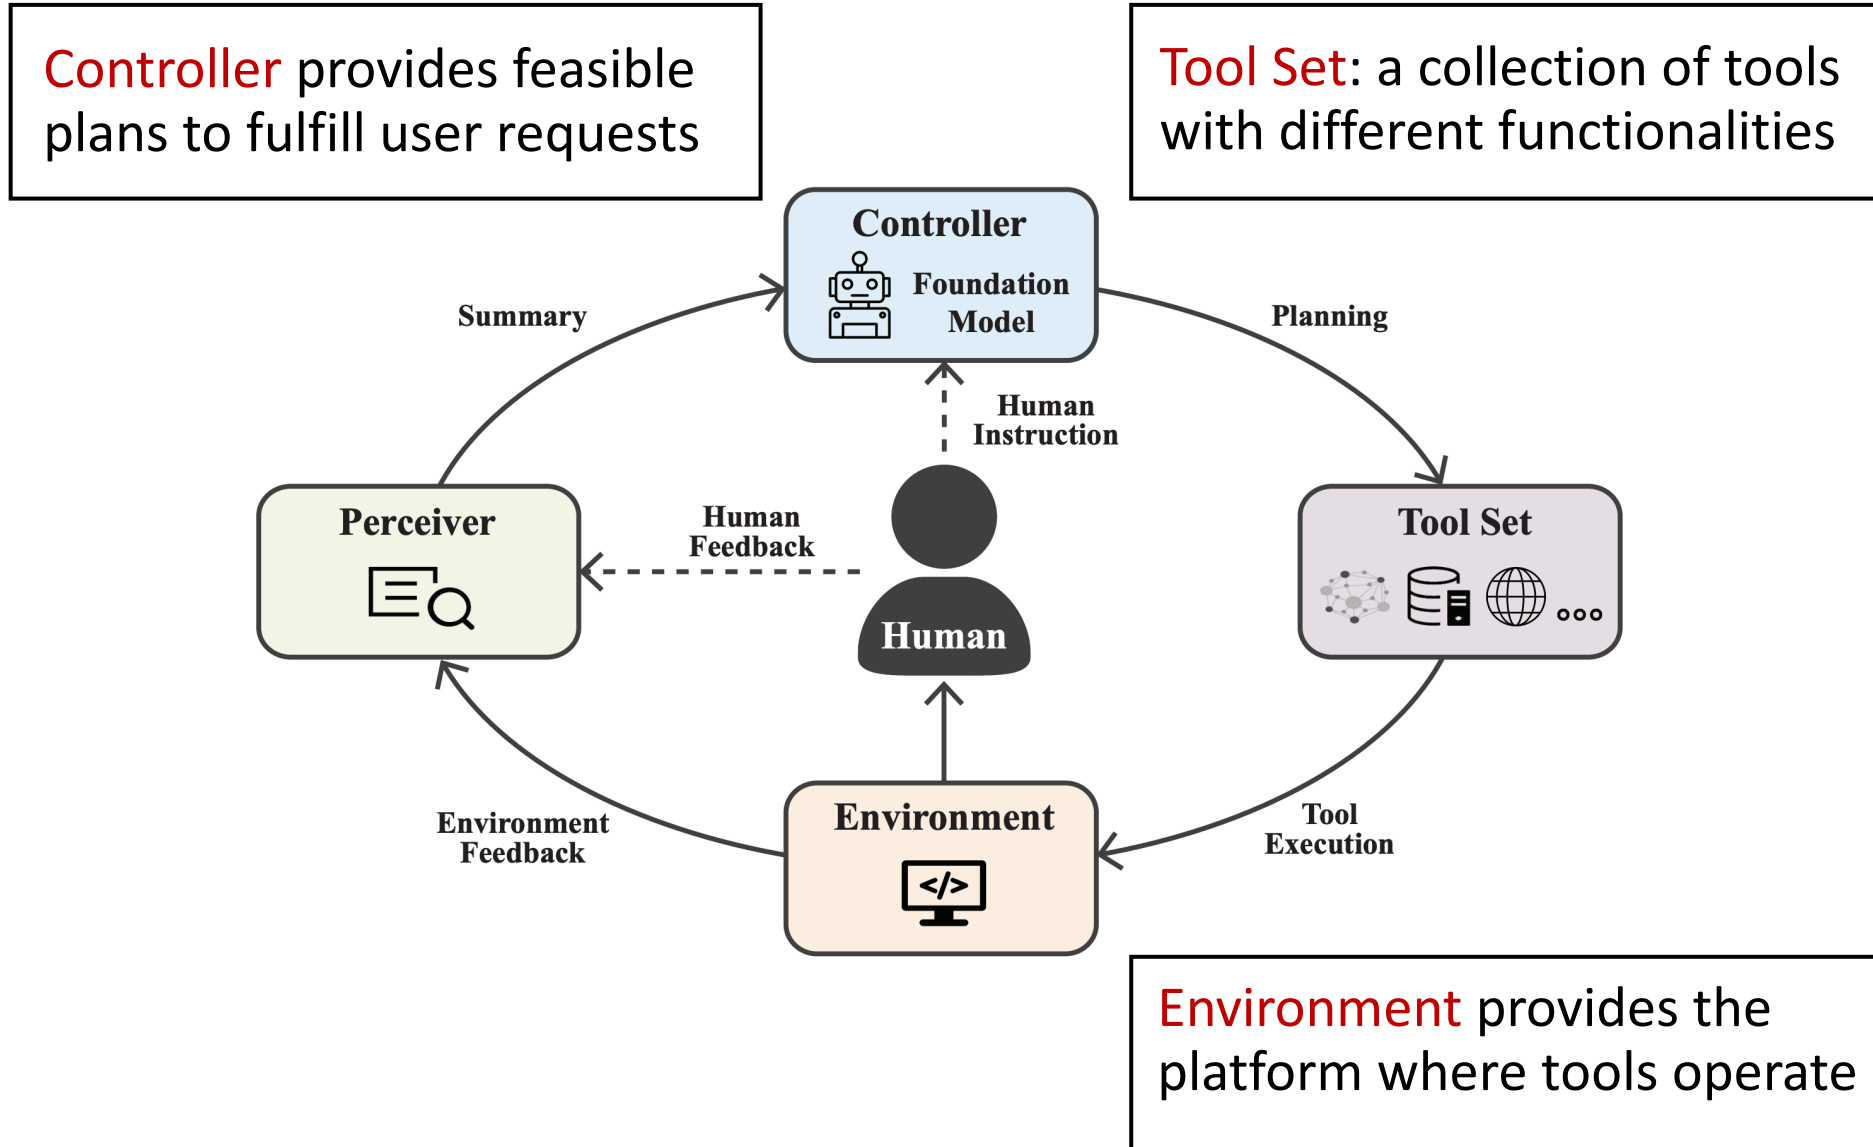 Controller provides feasible
plans to fulfill user requests
Tool Set: a collection of tools
with different functionalities
Controller
Foundation
Model
Summary
Planning
Human
Instruction
Perceiver
Human
Feedback
Tool Set
Human
Environment
Feedback
Environment
</>
Tool
Execution
Environment provides the
platform where tools operate